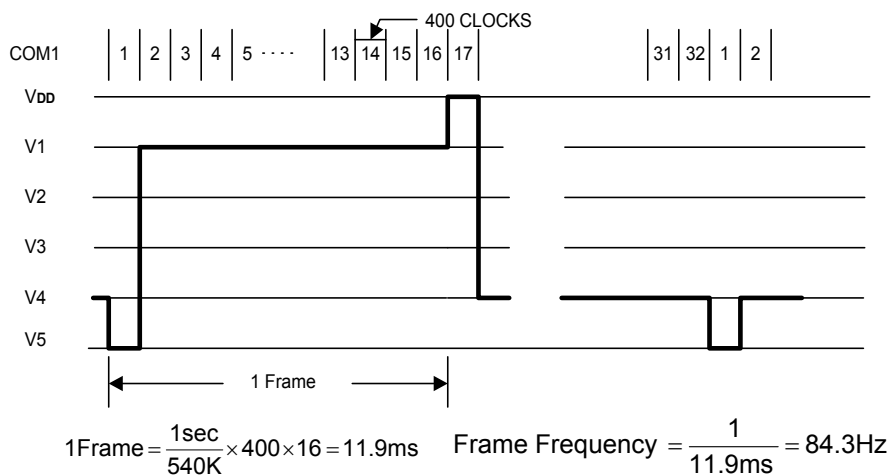 400 CLOCKS
COM1 1 2 3 4 5 ···· 13 14 15 16 17 31 32 1 2
VDD
V1
V2
V3
V4
V5
1 Frame
1Frame = 1sec/540K × 400 × 16 = 11.9ms
Frame Frequency = 1/11.9ms = 84.3Hz